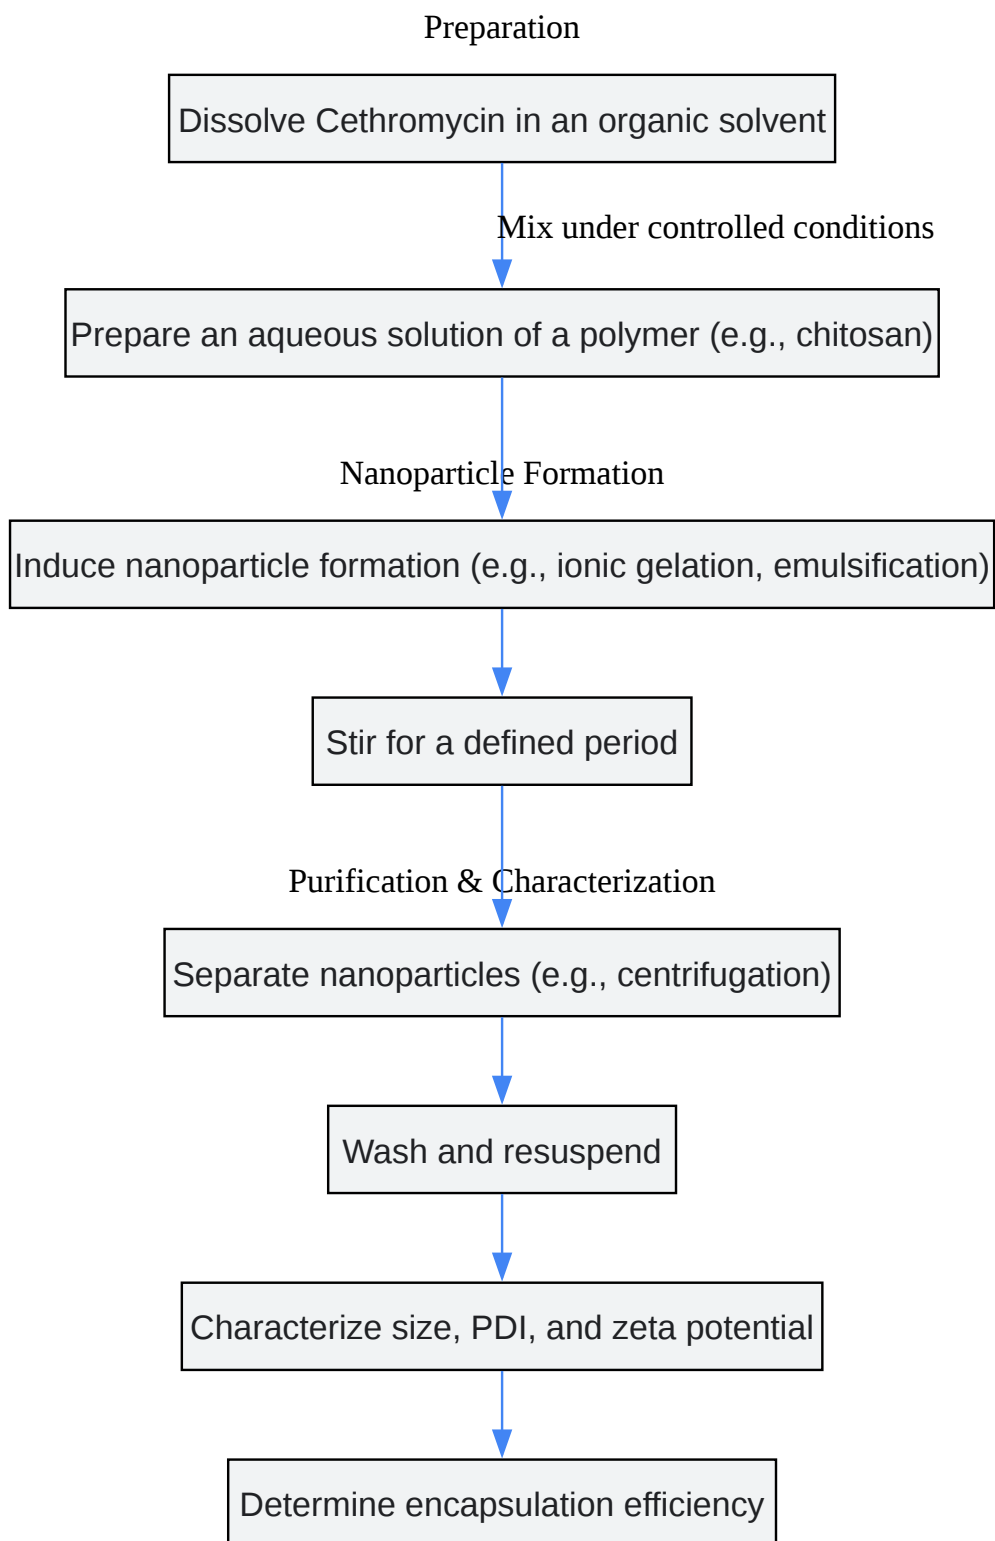 Preparation
Dissolve Cethromycin in an organic solvent
Mix under controlled conditions
Prepare an aqueous solution of a polymer (e.g., chitosan)
Nanoparticle Formation
Induce nanoparticle formation (e.g., ionic gelation, emulsification)
Stir for a defined period
Purification & Characterization
Separate nanoparticles (e.g., centrifugation)
Wash and resuspend
Characterize size, PDI, and zeta potential
Determine encapsulation efficiency